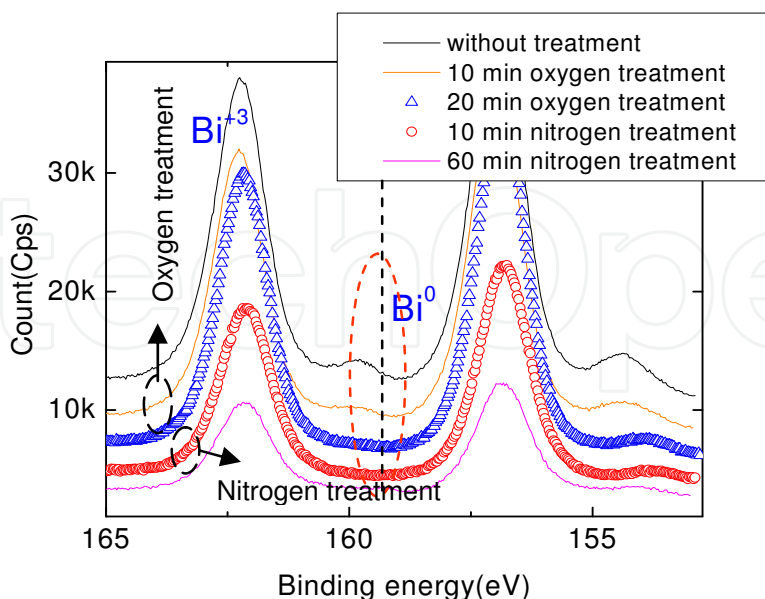 without treatment
10 min oxygen treatment
20 min oxygen treatment
10 min nitrogen treatment
60 min nitrogen treatment
Bi+3
Oxygen treatment
30k
20k
10k
Count(Cps)
Bi0
Nitrogen treatment
165
160
155
Binding energy(eV)
techOpe